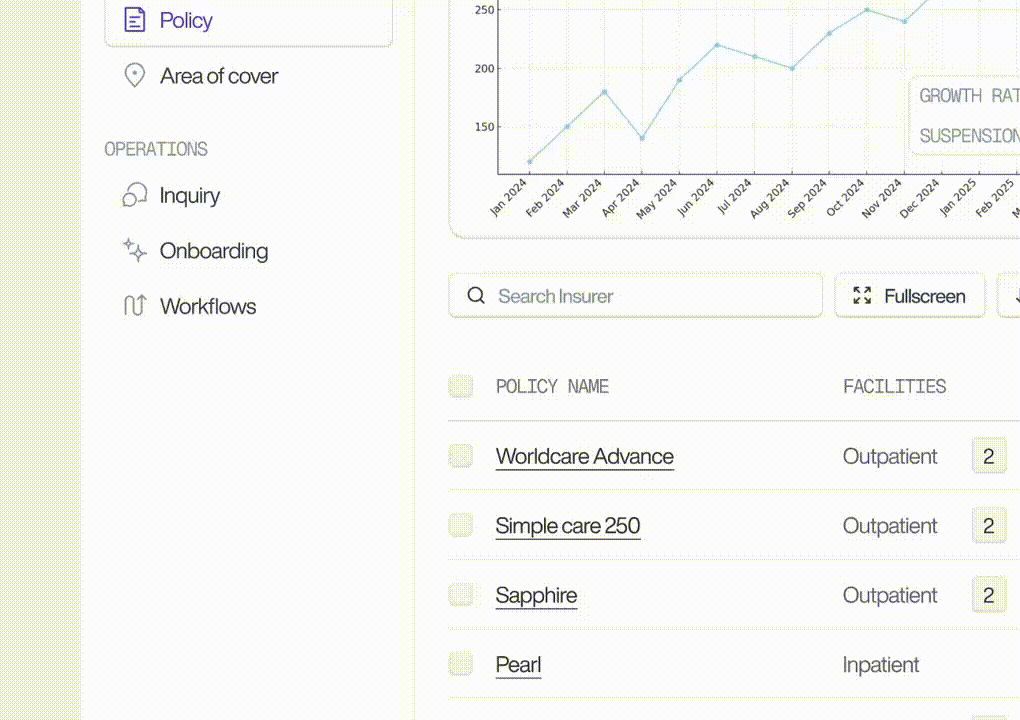 Policy
Area of cover
OPERATIONS
Inquiry
Onboarding
Workflows
250
200
150
GROWTH RAT
SUSPENSION
Jan 2024
Feb 2024
Mar 2024
Apr 2024
May 2024
Jun 2024
Jul 2024
Aug 2024
Sep 2024
Oct 2024
Nov 2024
Dec 2024
Jan 2025
Feb 2025
Search Insurer
Fullscreen
POLICY NAME FACILITIES
Worldcare Advance Outpatient 2
Simple care 250 Outpatient 2
Sapphire Outpatient 2
Pearl Inpatient